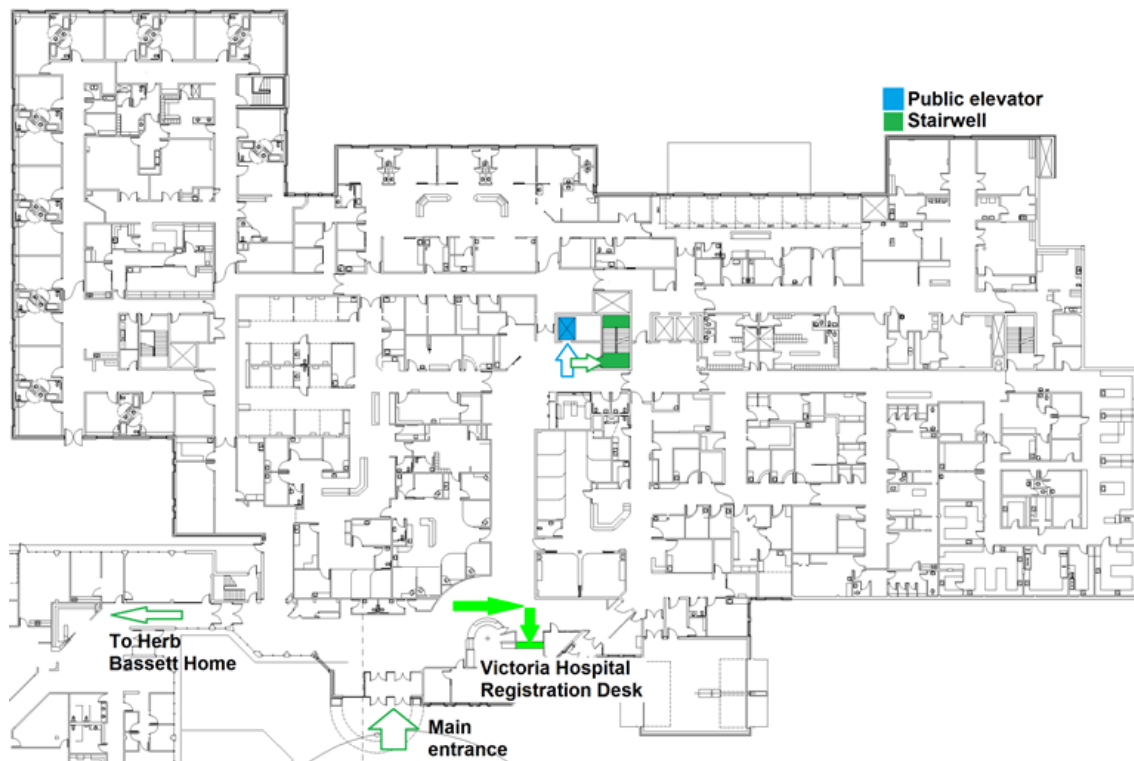 Public elevator
Stairwell
To Herb
Bassett Home
Victoria Hospital
Registration Desk
Main
entrance